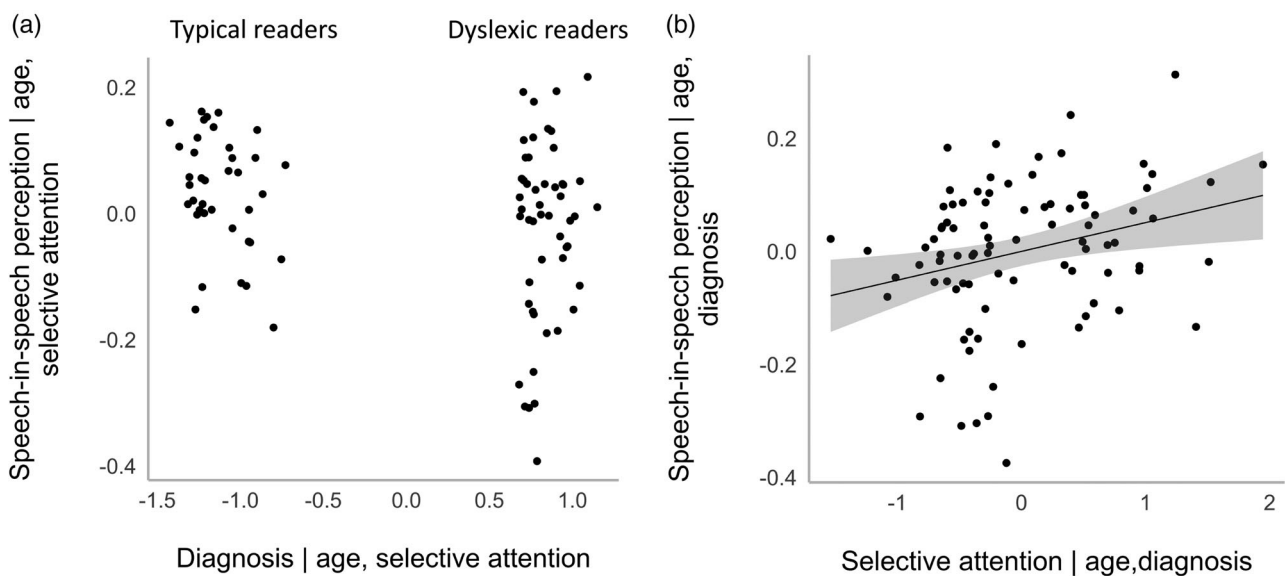 (a)
Typical readers
Dyslexic readers
Speech-in-speech perception | age,
selective attention
0.2
0.0
-0.2
-0.4
-1.5
-1.0
-0.5
0.0
0.5
1.0
Diagnosis | age, selective attention
(b)
Speech-in-speech perception | age,
diagnosis
0.2
0.0
-0.2
-0.4
-1
0
1
2
Selective attention | age,diagnosis